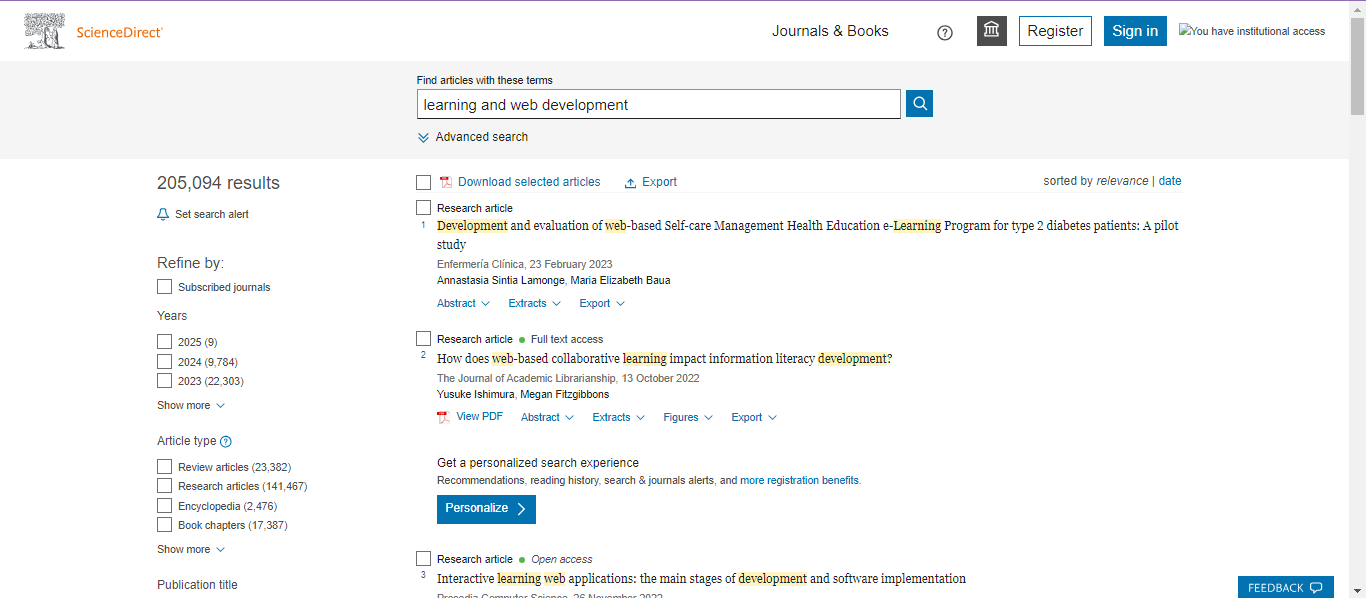 ScienceDirect
Journals & Books
?
Register
Sign in
You have institutional access
Find articles with these terms
learning and web development
Advanced search
205,094 results
Set search alert
Refine by:
Subscribed journals
Years
2025 (9)
2024 (9,784)
2023 (22,303)
Show more
Article type ?
Review articles (23,382)
Research articles (141,467)
Encyclopedia (2,476)
Book chapters (17,387)
Show more
Publication title
Download selected articles Export
sorted by relevance | date
Research article
1 Development and evaluation of web-based Self-care Management Health Education e-Learning Program for type 2 diabetes patients: A pilot
study
Enfermería Clínica, 23 February 2023
Annastasia Sintia Lamonge, Maria Elizabeth Baua
Abstract Extracts Export
Research article Full text access
2 How does web-based collaborative learning impact information literacy development?
The Journal of Academic Librarianship, 13 October 2022
Yusuke Ishimura, Megan Fitzgibbons
View PDF Abstract Extracts Figures Export
Get a personalized search experience
Recommendations, reading history, search & journals alerts, and more registration benefits.
Personalize
Research article Open access
3 Interactive learning web applications: the main stages of development and software implementation
Procedia Computer Science, 26 November 2022
FEEDBACK